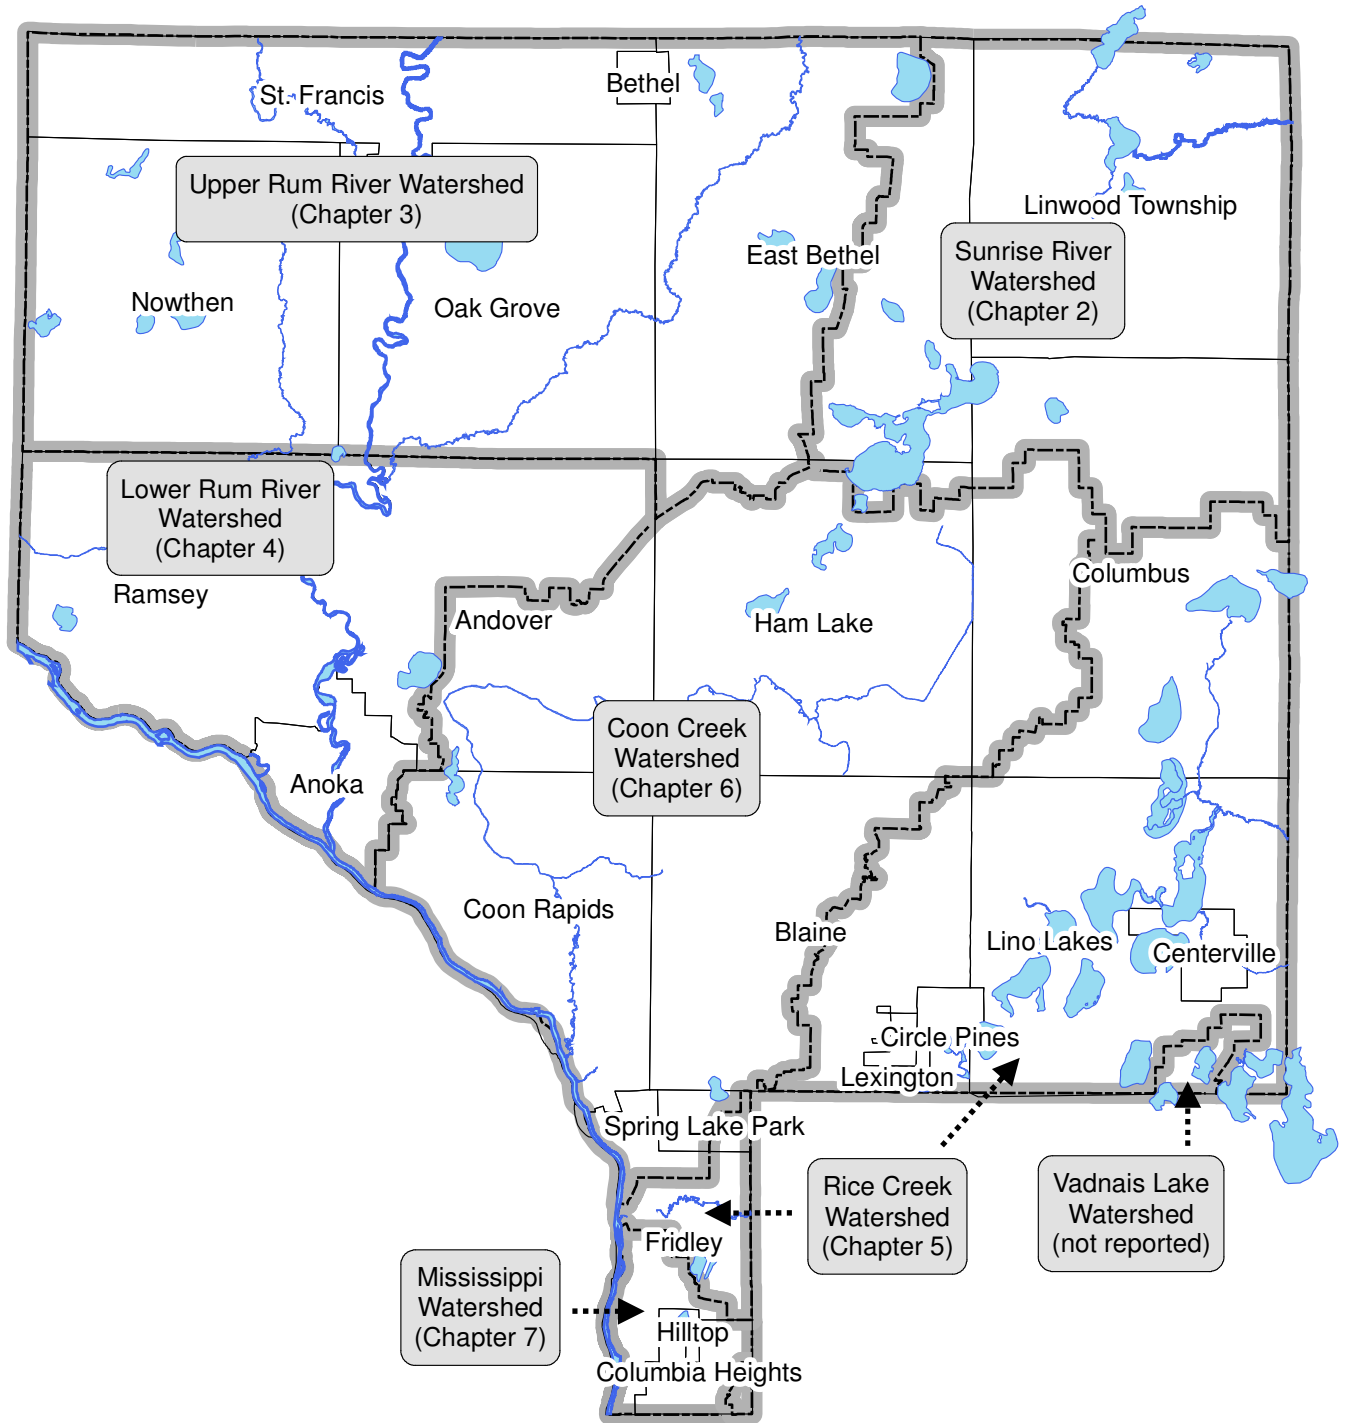 St. Francis
Bethel
Upper Rum River Watershed
(Chapter 3)
Linwood Township
East Bethel
Sunrise River
Watershed
(Chapter 2)
Nowthen
Oak Grove
Lower Rum River
Watershed
(Chapter 4)
Ramsey
Andover
Ham Lake
Columbus
Coon Creek
Watershed
(Chapter 6)
Anoka
Coon Rapids
Blaine
Lino Lakes
Centerville
Circle Pines
Lexington
Spring Lake Park
Rice Creek
Watershed
(Chapter 5)
Vadnais Lake
Watershed
(not reported)
Fridley
Mississippi
Watershed
(Chapter 7)
Hilltop
Columbia Heights